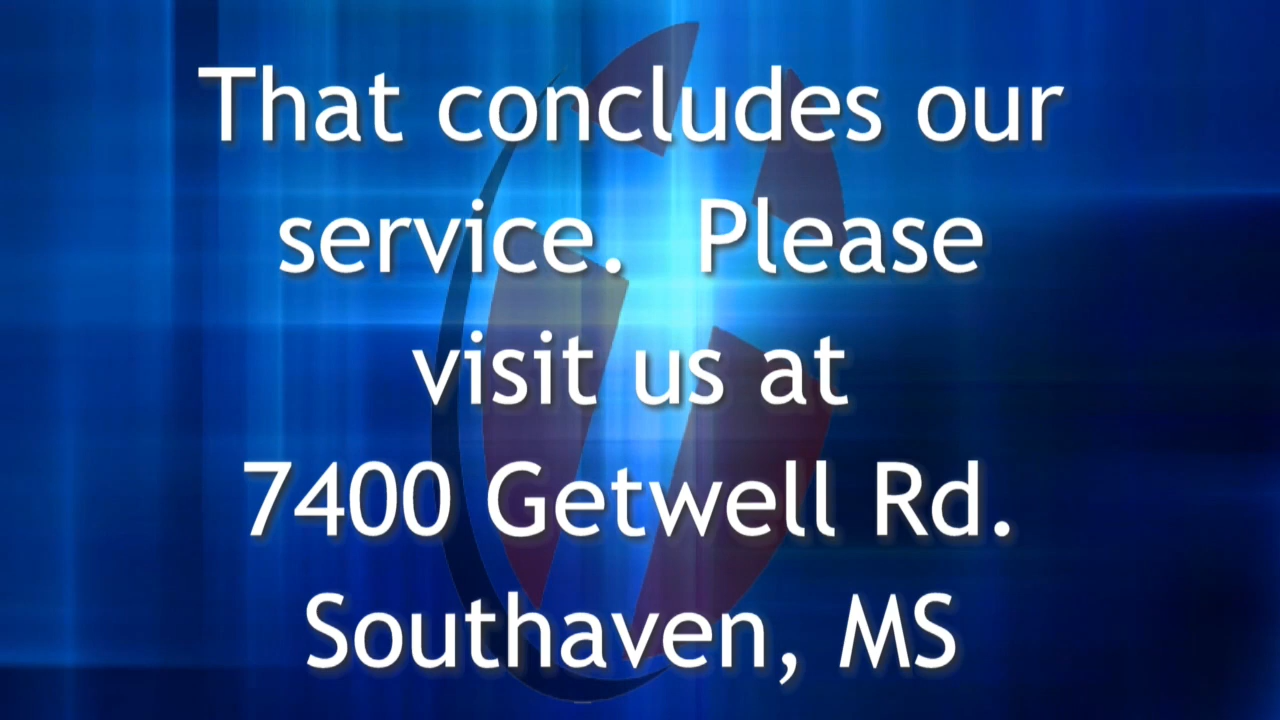 That concludes our
service.  Please
visit us at
7400 Getwell Rd.
Southaven, MS